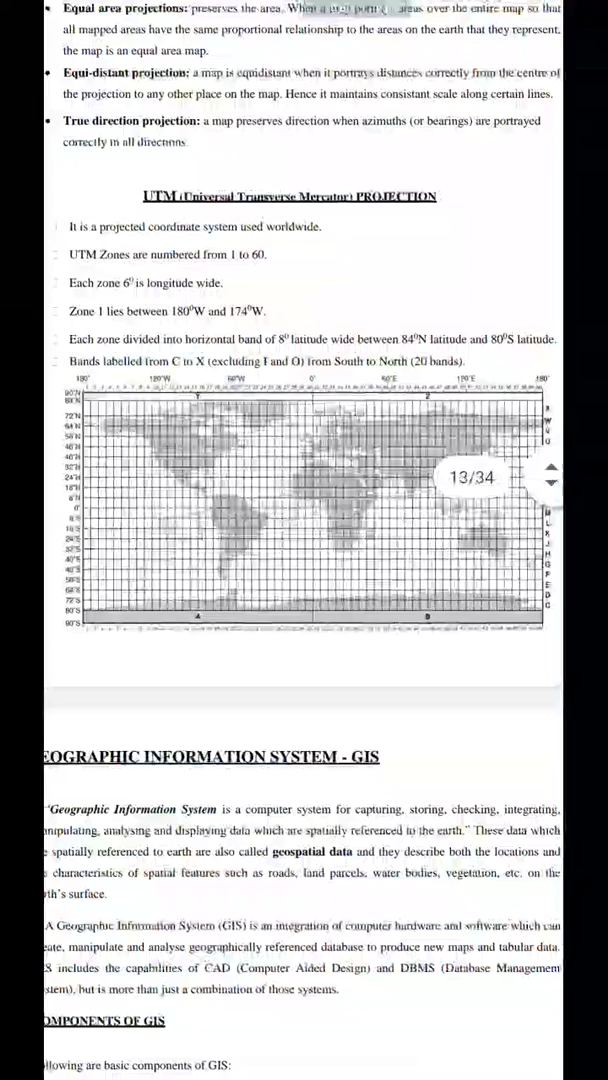 • Equal area projections: preserves the area. When a map portrays areas over the entire map so that
all mapped areas have the same proportional relationship to the areas on the earth that they represent,
the map is an equal area map.
• Equi-distant projection: a map is equidistant when it portrays distances correctly from the centre of
the projection to any other place on the map. Hence it maintains consistant scale along certain lines.
• True direction projection: a map preserves direction when azimuths (or bearings) are portrayed
correctly in all directions
UTM (Universal Transverse Mercator) PROJECTION
It is a projected coordinate system used worldwide.
UTM Zones are numbered from 1 to 60.
Each zone 6⁰ is longitude wide.
Zone 1 lies between 180⁰W and 174⁰W.
Each zone divided into horizontal band of 8⁰ latitude wide between 84⁰N latitude and 80⁰S latitude.
Bands labelled from C to X (excluding I and O) from South to North (20 bands).
180° 120°W 60°W 0° 60°E 120°E 180°
Y Z
72°N
13/34
A B
80°S
90°S
EOGRAPHIC INFORMATION SYSTEM - GIS
"Geographic Information System is a computer system for capturing, storing, checking, integrating,
anipulating, analysing and displaying data which are spatially referenced to the earth." These data which
e spatially referenced to earth are also called geospatial data and they describe both the locations and
characteristics of spatial features such as roads, land parcels, water bodies, vegetation, etc. on the
th's surface.
A Geographic Information System (GIS) is an integration of computer hardware and software which can
eate, manipulate and analyse geographically referenced database to produce new maps and tabular data.
S includes the capabilities of CAD (Computer Aided Design) and DBMS (Database Management
stem), but is more than just a combination of those systems.
OMPONENTS OF GIS
llowing are basic components of GIS: